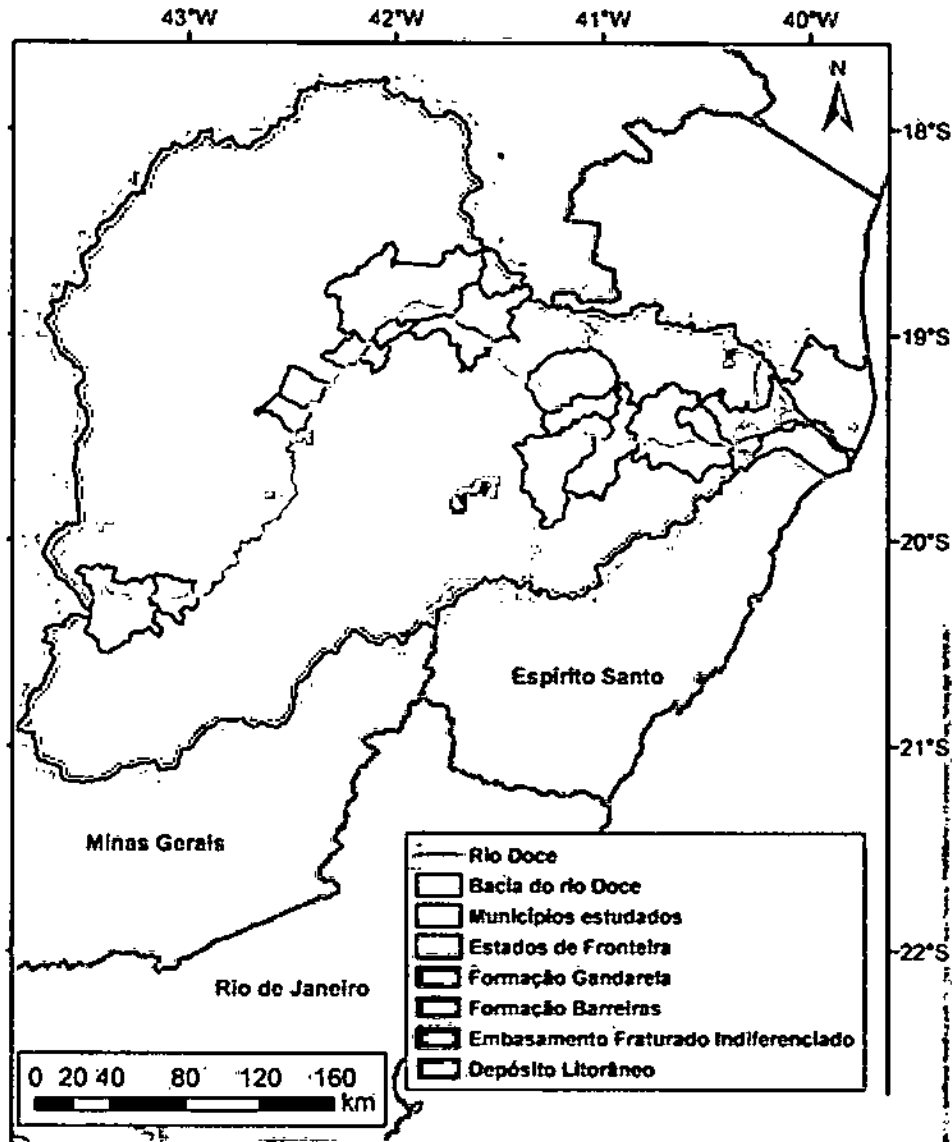 43°W 42°W 41°W 40°W
N
18°S
19°S
20°S
21°S
22°S
Espírito Santo
Minas Gerais
Rio de Janeiro
Rio Doce
Bacia do rio Doce
Municípios estudados
Estados de Fronteira
Formação Gandarela
Formação Barreiras
Embasamento Fraturado Indiferenciado
Depósito Litorâneo
0 20 40 80 120 160
km